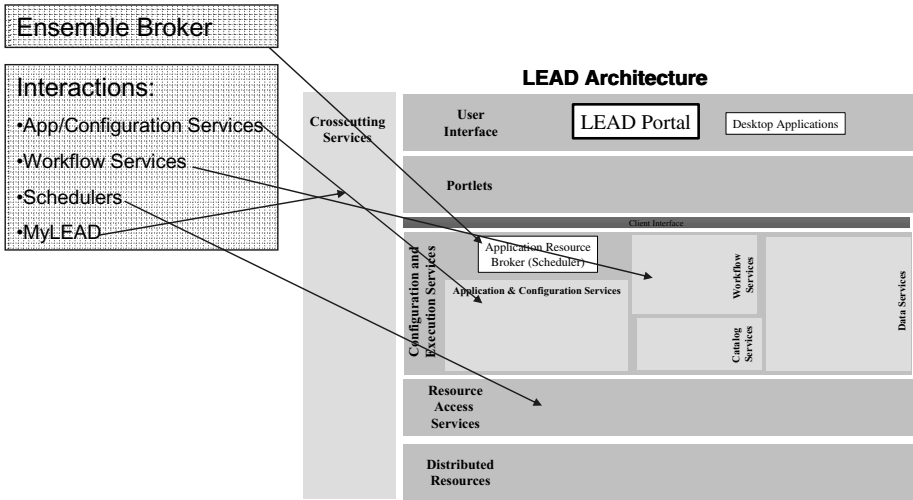 Ensemble Broker
Interactions:
•App/Configuration Services
•Workflow Services
•Schedulers
•MyLEAD
LEAD Architecture
Crosscutting
Services
User
Interface
LEAD Portal
Desktop Applications
Portlets
Client Interface
Configuration and
Execution Services
Application Resource
Broker (Scheduler)
Application & Configuration Services
Workflow
Services
Catalog
Services
Data Services
Resource
Access
Services
Distributed
Resources